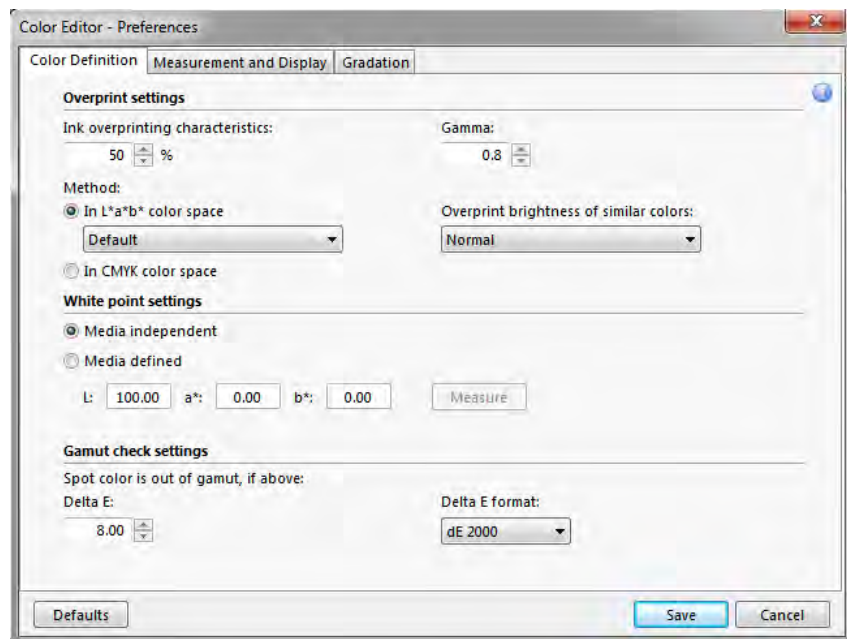 Color Editor - Preferences
Color Definition Measurement and Display Gradation
Overprint settings
Ink overprinting characteristics: Gamma:
50 % 0.8
Method:
In L*a*b* color space Overprint brightness of similar colors:
Default Normal
In CMYK color space
White point settings
Media independent
Media defined
L: 100.00 a*: 0.00 b*: 0.00 Measure
Gamut check settings
Spot color is out of gamut, if above:
Delta E: Delta E format:
8.00 dE 2000
Defaults Save Cancel